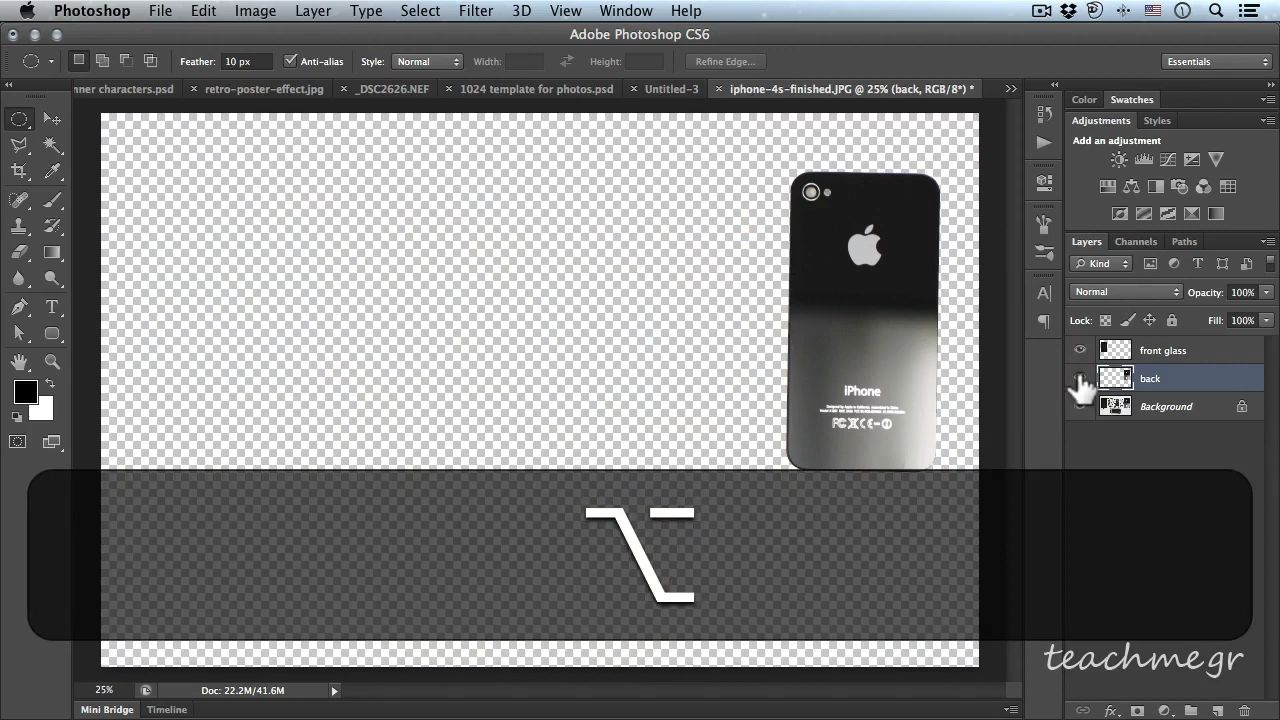 Photoshop File Edit Image Layer Type Select Filter 3D View Window Help
Adobe Photoshop CS6
Feather: 10 px Anti-alias Style: Normal Width: Height: Refine Edge... Essentials
nner characters.psd × retro-poster-effect.jpg × _DSC2626.NEF × 1024 template for photos.psd × Untitled-3 × iphone-4s-finished.JPG @ 25% (back, RGB/8*) *
Color Swatches
Adjustments Styles
Add an adjustment
Layers Channels Paths
Kind
Normal Opacity: 100%
Lock: Fill: 100%
front glass
back
Background
iPhone
teachme.gr
25% Doc: 22.2M/41.6M
Mini Bridge Timeline